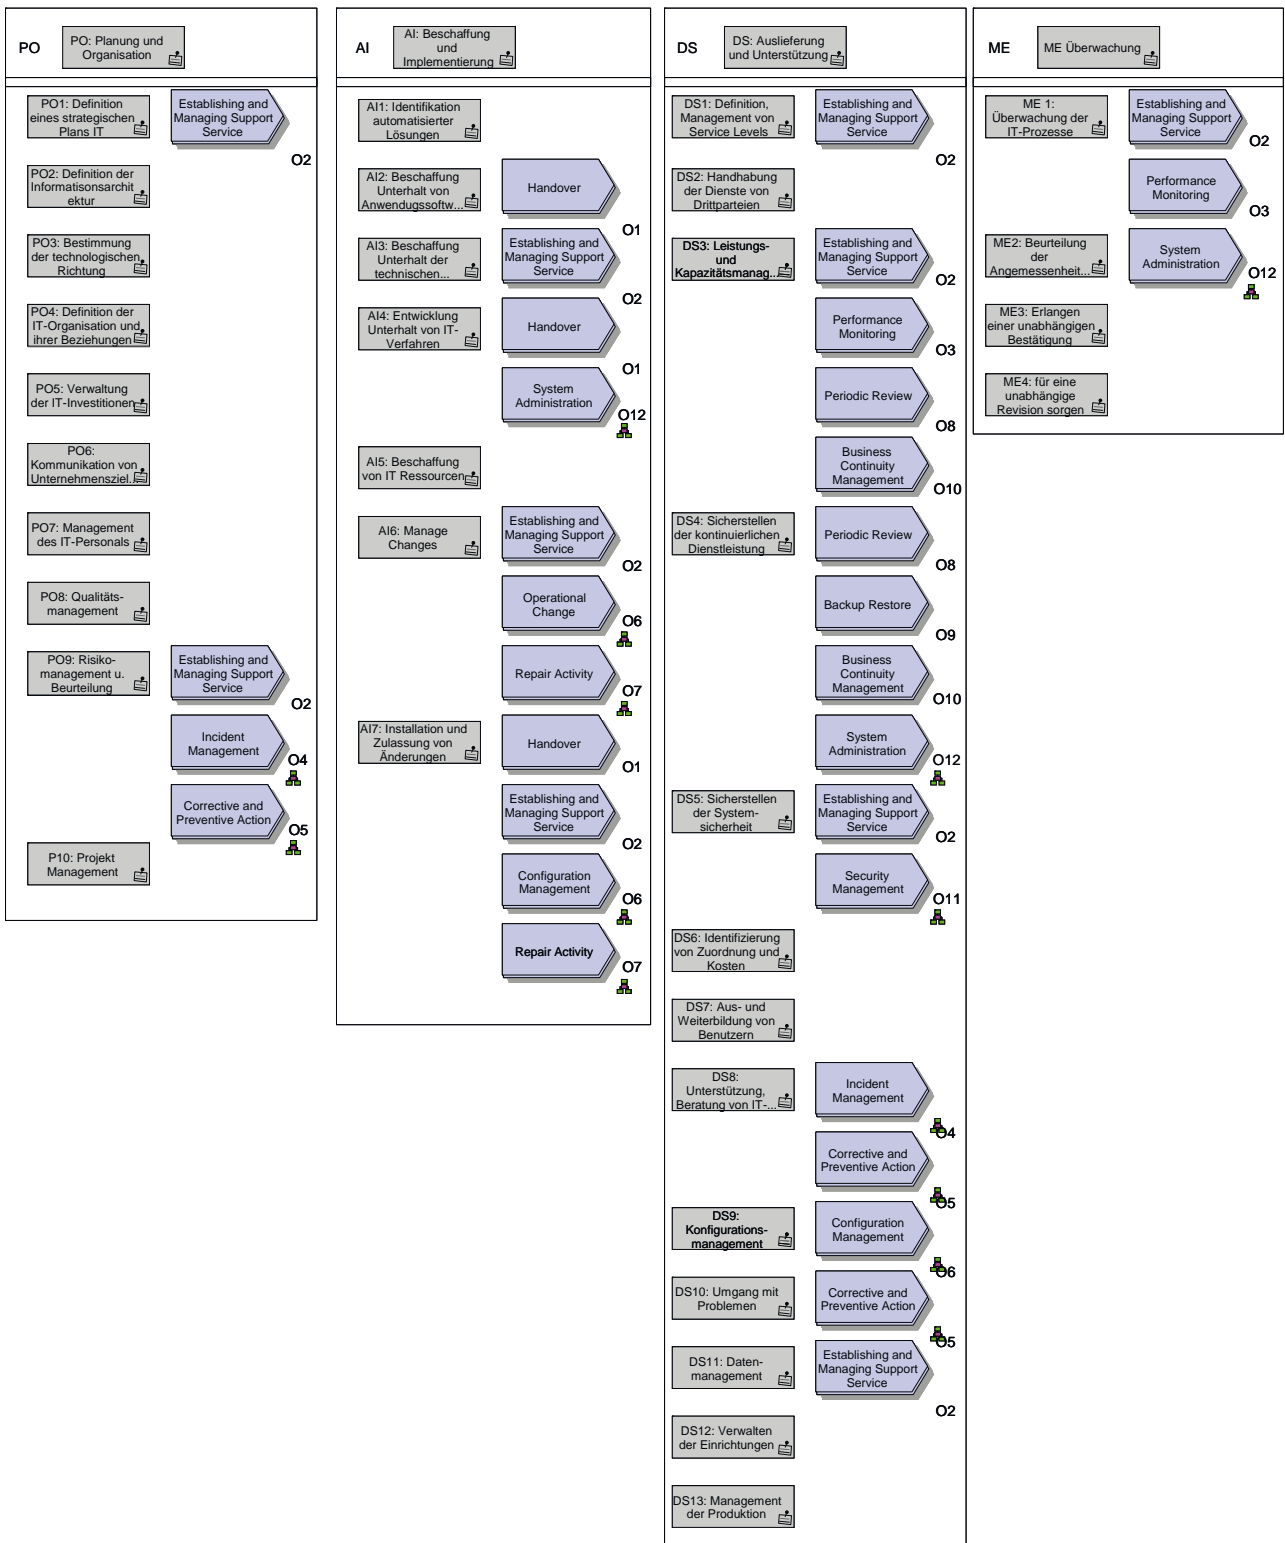 PO
PO: Planung und
Organisation
PO1: Definition
eines strategischen
Plans IT
Establishing and
Managing Support
Service
O2
PO2: Definition der
Informatisonsarchit
ektur
PO3: Bestimmung
der technologischen
Richtung
PO4: Definition der
IT-Organisation und
ihrer Beziehungen
PO5: Verwaltung
der IT-Investitionen
PO6:
Kommunikation von
Unternehmensziel...
PO7: Management
des IT-Personals
PO8: Qualitäts-
management
PO9: Risiko-
management u.
Beurteilung
Establishing and
Managing Support
Service
O2
Incident
Management
O4
Corrective and
Preventive Action
O5
P10: Projekt
Management
AI
AI: Beschaffung
und
Implementierung
AI1: Identifikation
automatisierter
Lösungen
AI2: Beschaffung
Unterhalt von
Anwendugssoftw...
Handover
O1
AI3: Beschaffung
Unterhalt der
technischen...
Establishing and
Managing Support
Service
O2
AI4: Entwicklung
Unterhalt von IT-
Verfahren
Handover
O1
System
Administration
O12
AI5: Beschaffung
von IT Ressourcen
AI6: Manage
Changes
Establishing and
Managing Support
Service
O2
Operational
Change
O6
Repair Activity
O7
AI7: Installation und
Zulassung von
Änderungen
Handover
O1
Establishing and
Managing Support
Service
O2
Configuration
Management
O6
Repair Activity
O7
DS
DS: Auslieferung
und Unterstützung
DS1: Definition,
Management von
Service Levels
Establishing and
Managing Support
Service
O2
DS2: Handhabung
der Dienste von
Drittparteien
DS3: Leistungs-
und
Kapazitätsmanag...
Establishing and
Managing Support
Service
O2
Performance
Monitoring
O3
Periodic Review
O8
Business
Continuity
Management
O10
DS4: Sicherstellen
der kontinuierlichen
Dienstleistung
Periodic Review
O8
Backup Restore
O9
Business
Continuity
Management
O10
System
Administration
O12
DS5: Sicherstellen
der System-
sicherheit
Establishing and
Managing Support
Service
O2
Security
Management
O11
DS6: Identifizierung
von Zuordnung und
Kosten
DS7: Aus- und
Weiterbildung von
Benutzern
DS8:
Unterstützung,
Beratung von IT-...
Incident
Management
O4
Corrective and
Preventive Action
O5
DS9:
Konfigurations-
management
Configuration
Management
O6
DS10: Umgang mit
Problemen
Corrective and
Preventive Action
O5
DS11: Daten-
management
Establishing and
Managing Support
Service
O2
DS12: Verwalten
der Einrichtungen
DS13: Management
der Produktion
ME
ME Überwachung
ME 1:
Überwachung der
IT-Prozesse
Establishing and
Managing Support
Service
O2
Performance
Monitoring
O3
ME2: Beurteilung
der
Angemessenheit...
System
Administration
O12
ME3: Erlangen
einer unabhängigen
Bestätigung
ME4: für eine
unabhängige
Revision sorgen